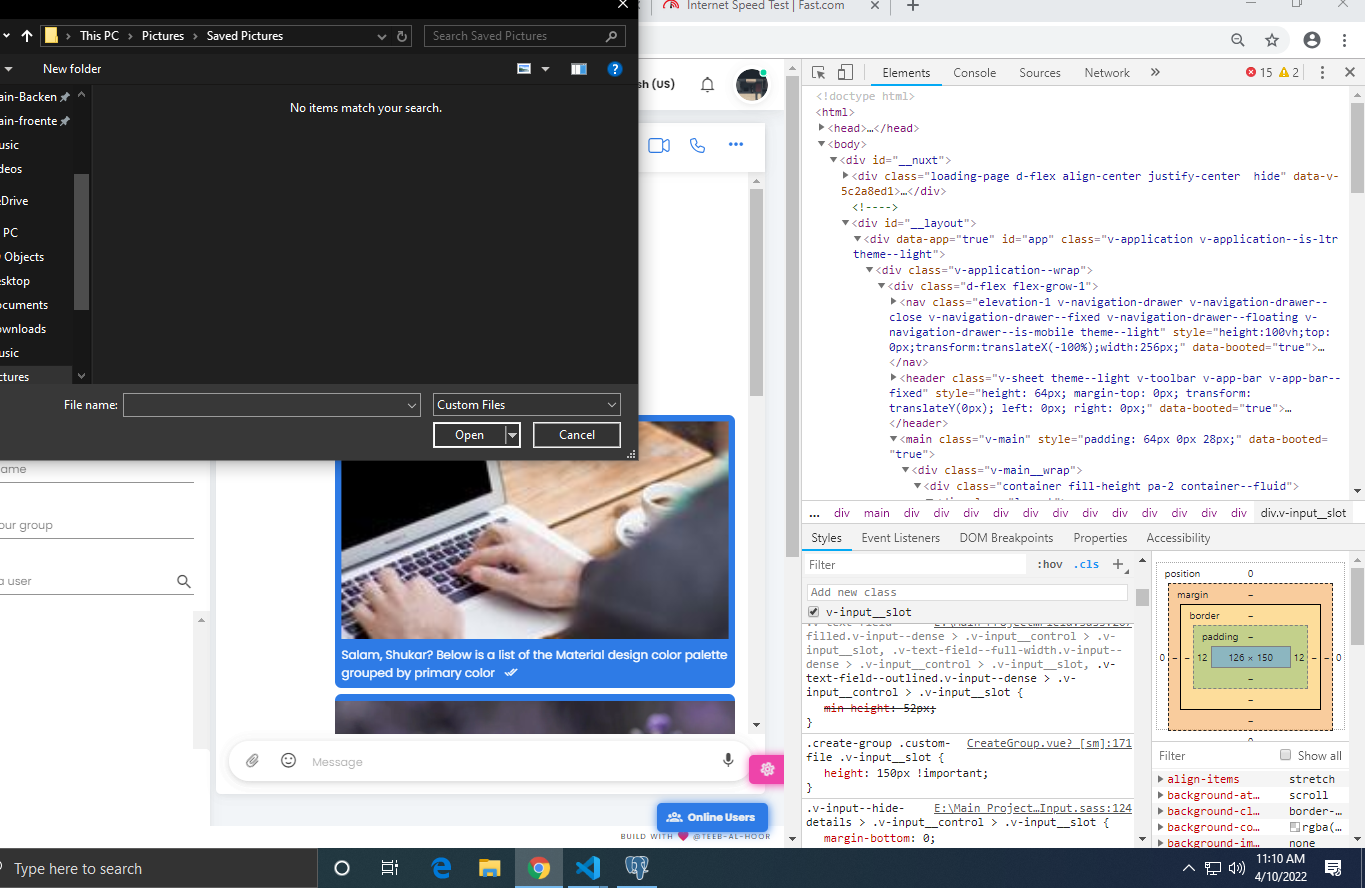 Internet Speed Test | Fast.com
This PC > Pictures > Saved Pictures
Search Saved Pictures
New folder
ain-Backen
ain-froente
usic
deos
eDrive
PC
Objects
esktop
ocuments
ownloads
usic
ctures
No items match your search.
File name:
Custom Files
Open
Cancel
sh (US)
ame
our group
a user
Salam, Shukar? Below is a list of the Material design color palette
grouped by primary color
Message
Online Users
BUILD WITH @TEEB-AL-HOOR
Elements Console Sources Network » 15 2
<!doctype html>
<html>
<head>…</head>
<body>
<div id="__nuxt">
<div class="loading-page d-flex align-center justify-center  hide" data-v-
5c2a8ed1>…</div>
<!---->
<div id="__layout">
<div data-app="true" id="app" class="v-application v-application--is-ltr
theme--light">
<div class="v-application--wrap">
<div class="d-flex flex-grow-1">
<nav class="elevation-1 v-navigation-drawer v-navigation-drawer--
close v-navigation-drawer--fixed v-navigation-drawer--floating v-
navigation-drawer--is-mobile theme--light" style="height:100vh;top:
0px;transform:translateX(-100%);width:256px;" data-booted="true">…
</nav>
<header class="v-sheet theme--light v-toolbar v-app-bar v-app-bar--
fixed" style="height: 64px; margin-top: 0px; transform:
translateY(0px); left: 0px; right: 0px;" data-booted="true">…
</header>
<main class="v-main" style="padding: 64px 0px 28px;" data-booted=
"true">
<div class="v-main__wrap">
<div class="container fill-height pa-2 container--fluid">
… div main div div div div div div div div div div div div div.v-input__slot
Styles Event Listeners DOM Breakpoints Properties Accessibility
Filter :hov .cls +
Add new class
v-input__slot
filled.v-input--dense > .v-input__control > .v-
input__slot, .v-text-field--full-width.v-input--
dense > .v-input__control > .v-input__slot, .v-
text-field--outlined.v-input--dense > .v-
input__control > .v-input__slot {
min-height: 52px;
}
.create-group .custom- CreateGroup.vue? [sm]:171
file .v-input__slot {
height: 150px !important;
}
.v-input--hide- E:\Main Project…Input.sass:124
details > .v-input__control > .v-input__slot {
margin-bottom: 0;
position 0
margin –
border –
padding –
0 – – 12 126 × 150 12 – – 0
–
–
–
Filter Show all
align-items stretch
background-at… scroll
background-cl… border-…
background-co… rgba(…
background-im… none
Type here to search
11:10 AM
4/10/2022